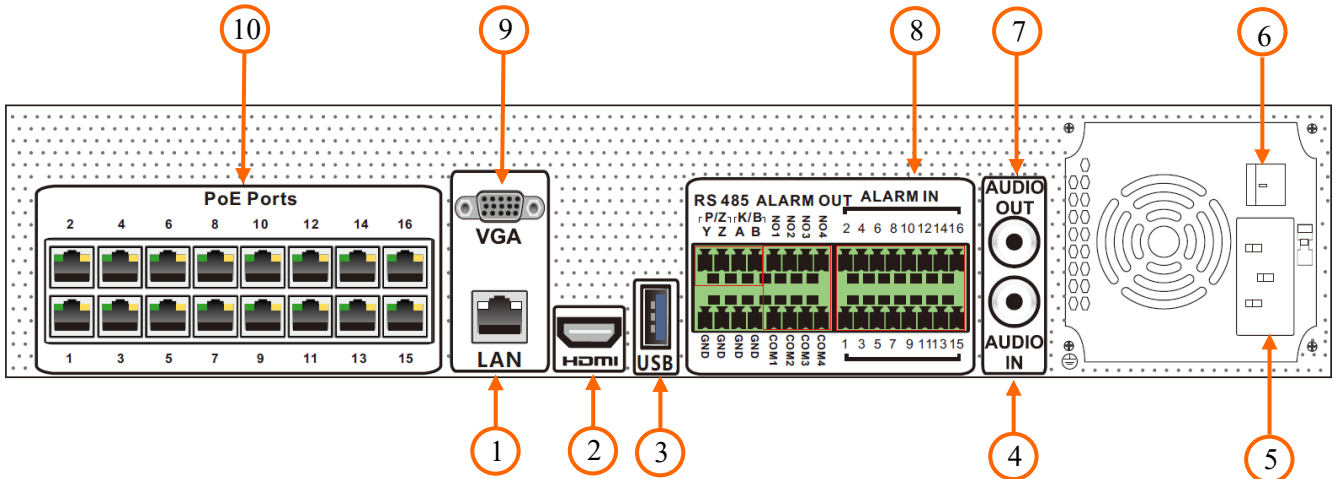 10 9 8 7 6
PoE Ports
2 4 6 8 10 12 14 16
1 3 5 7 9 11 13 15
VGA
LAN
HDMI
USB
RS 485 ALARM OUT ALARM IN
P/Z K/B
Y Z A B NO1 NO2 NO3 NO4 2 4 6 8 10 12 14 16
GND GND GND GND COM1 COM2 COM3 COM4 1 3 5 7 9 11 13 15
AUDIO
OUT
AUDIO
IN
1 2 3 4 5